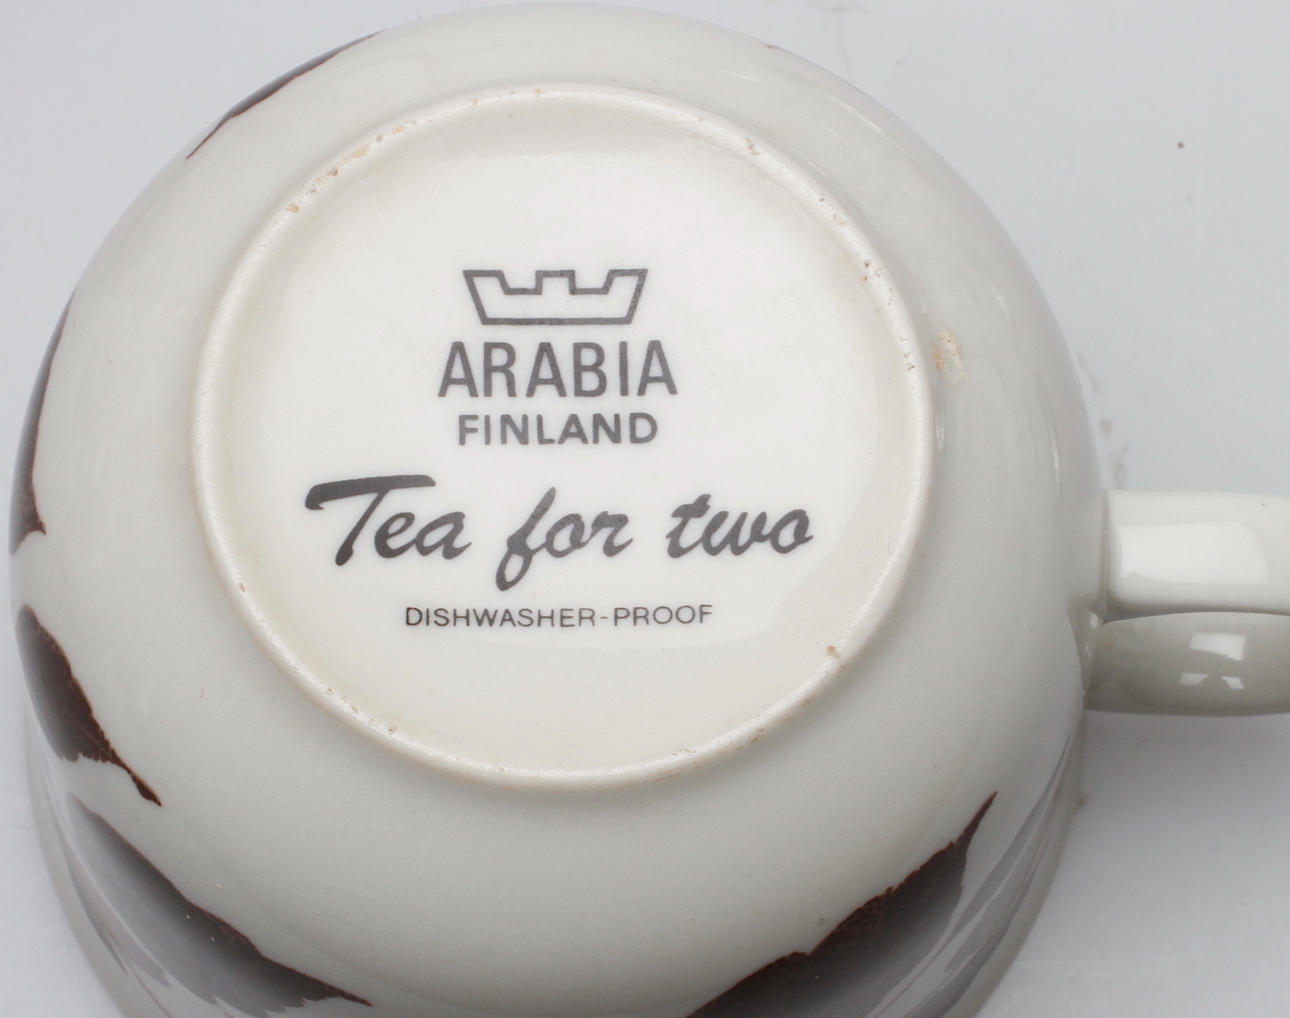 ARABIA
FINLAND
Tea for two
DISHWASHER-PROOF